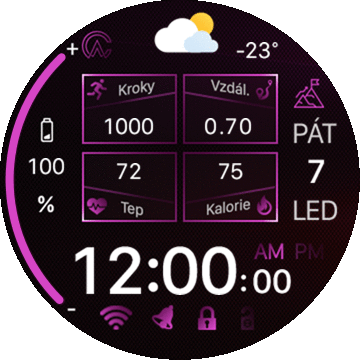 +
-23°
Kroky
1000
Vzdál.
0.70
PÁT
7
LED
100
%
72
Tep
75
Kalorie
AM PM
12:00:00
-